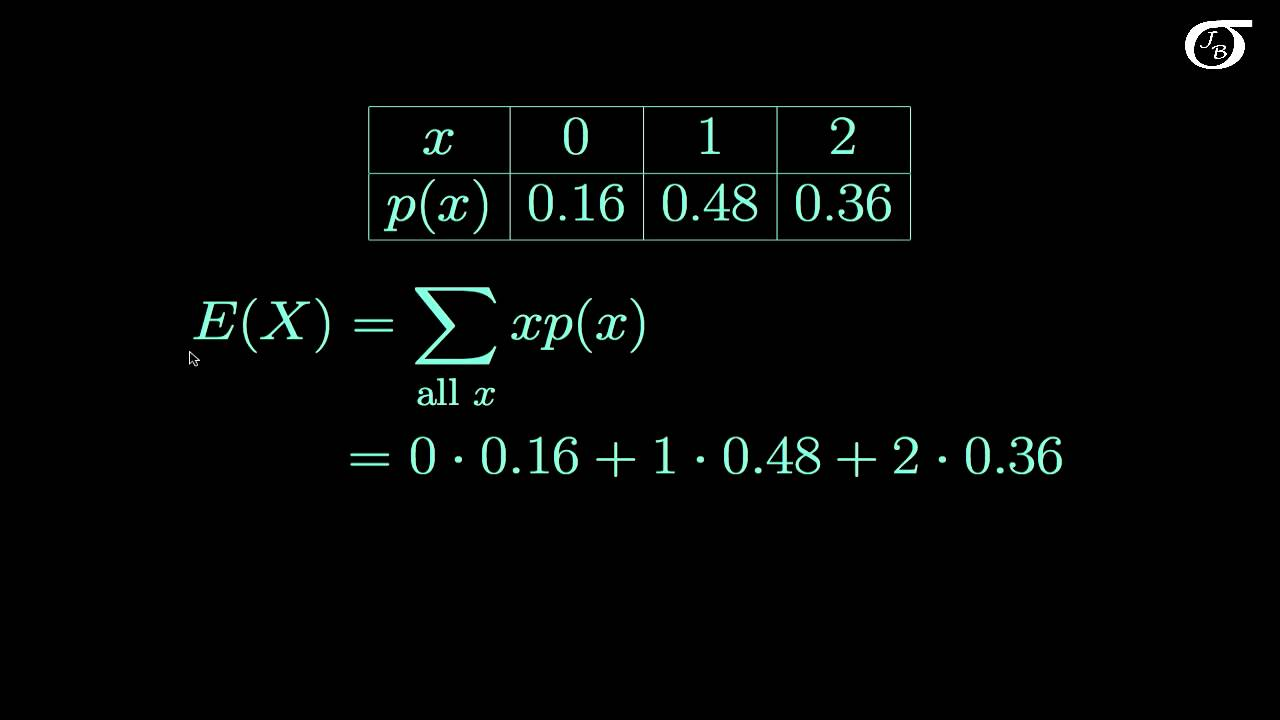 J B
x 0 1 2
p(x) 0.16 0.48 0.36
E(X) = ∑ xp(x)
all x
= 0 · 0.16 + 1 · 0.48 + 2 · 0.36